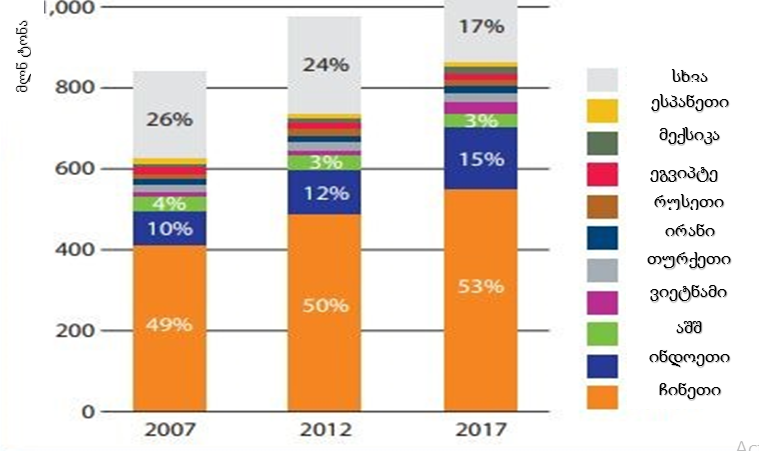 მლნ ტონა
1,000
800
600
400
200
0
26%
4%
10%
49%
24%
3%
12%
50%
17%
3%
15%
53%
2007
2012
2017
სხვა
ესპანეთი
მექსიკა
ეგვიპტე
რუსეთი
ირანი
თურქეთი
ვიეტნამი
აშშ
ინდოეთი
ჩინეთი